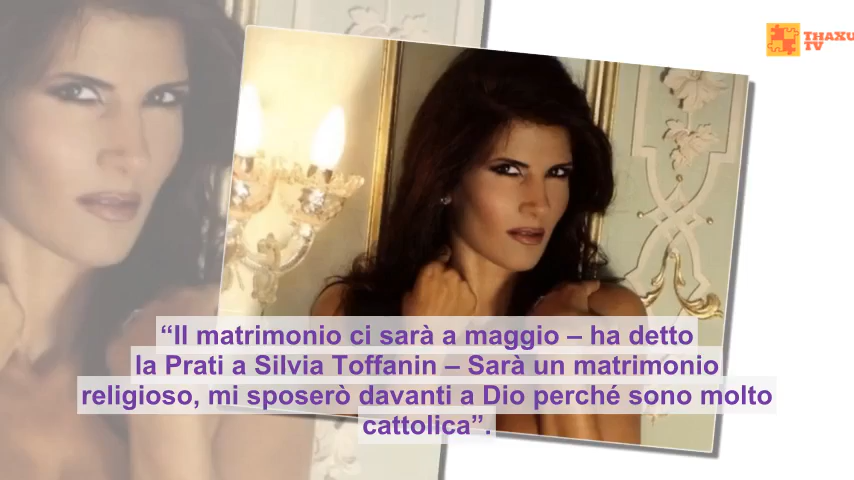 THAXU
TV
“Il matrimonio ci sarà a maggio – ha detto
la Prati a Silvia Toffanin – Sarà un matrimonio
religioso, mi sposerò davanti a Dio perché sono molto
cattolica”.